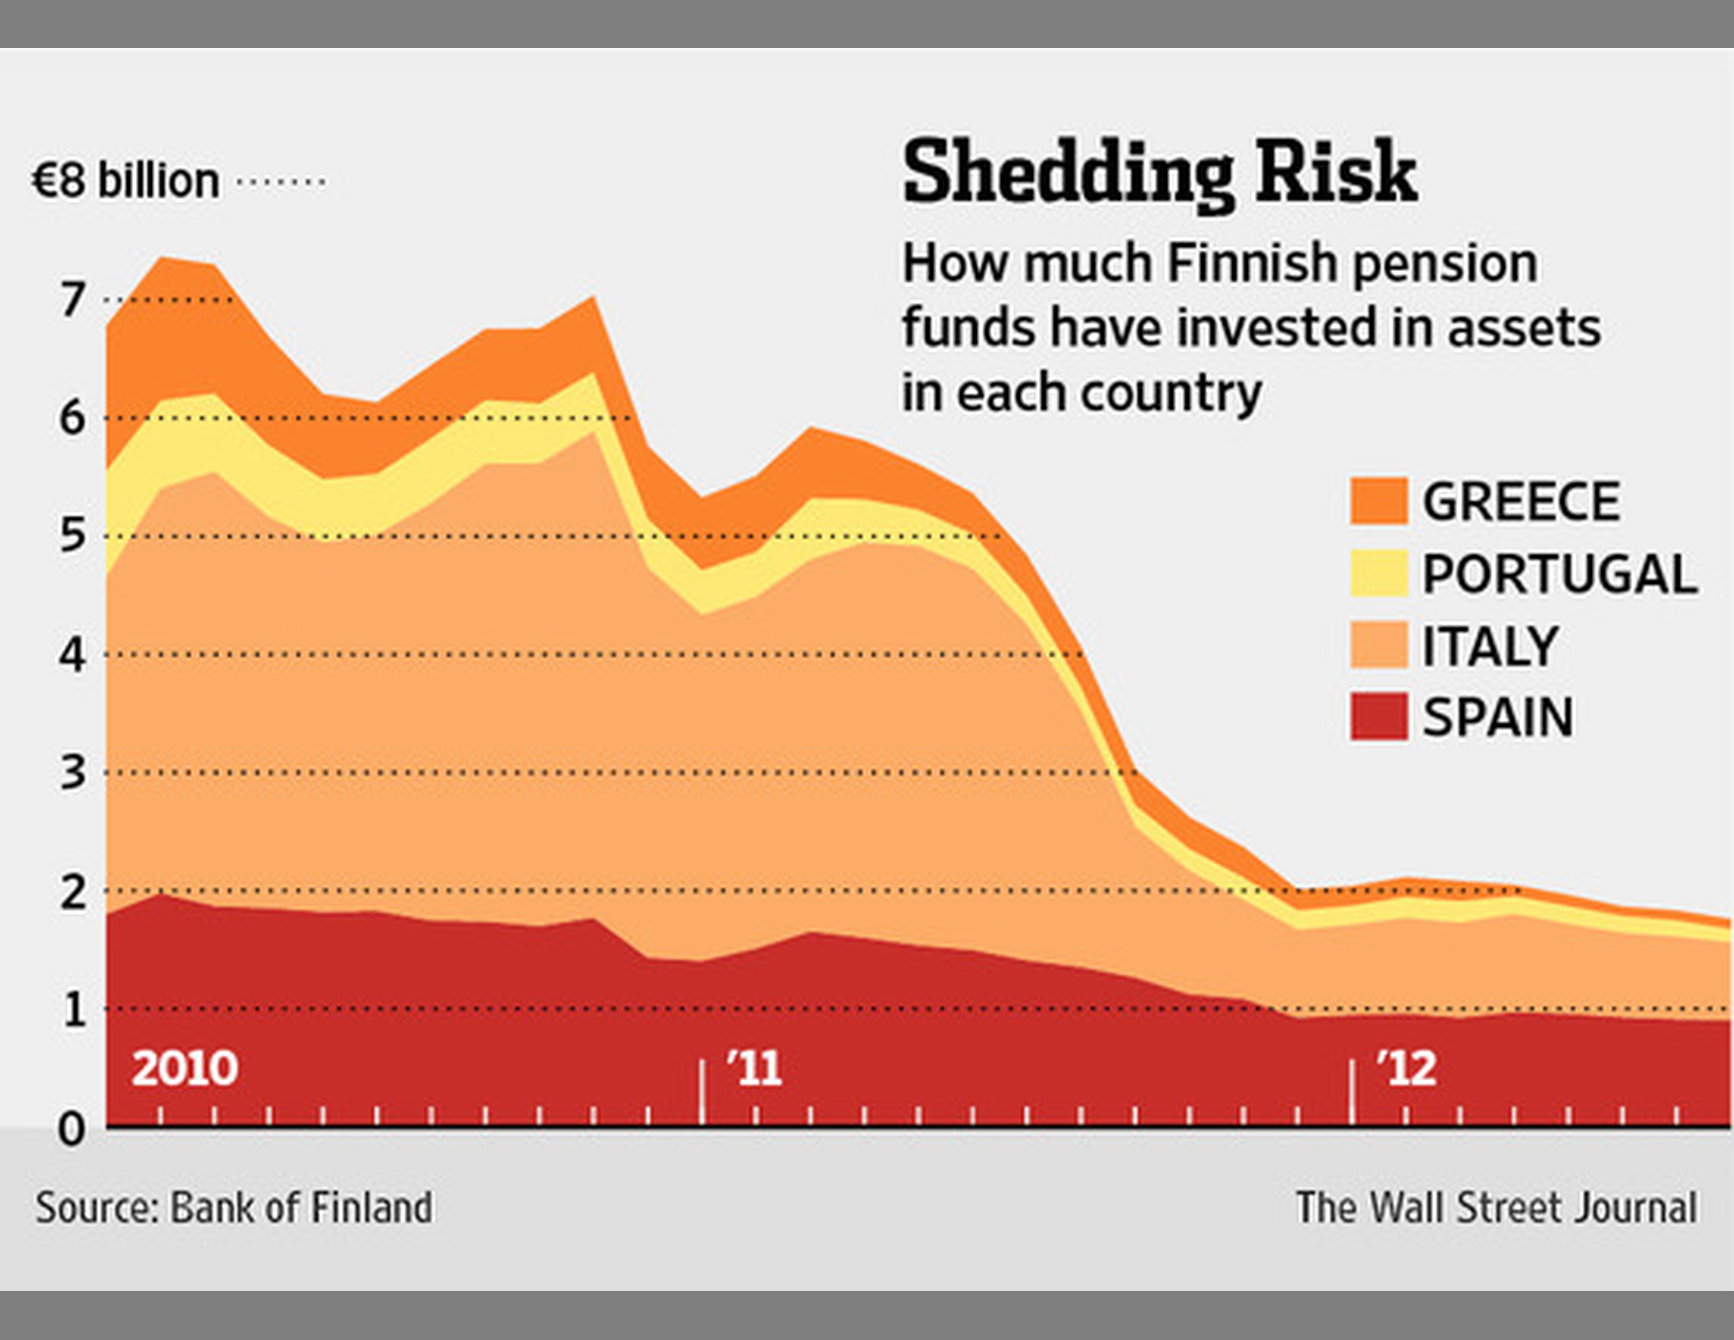 €8 billion
Shedding Risk
How much Finnish pension
funds have invested in assets
in each country
7
6
5
4
3
2
1
0
GREECE
PORTUGAL
ITALY
SPAIN
2010
’11
’12
Source: Bank of Finland
The Wall Street Journal